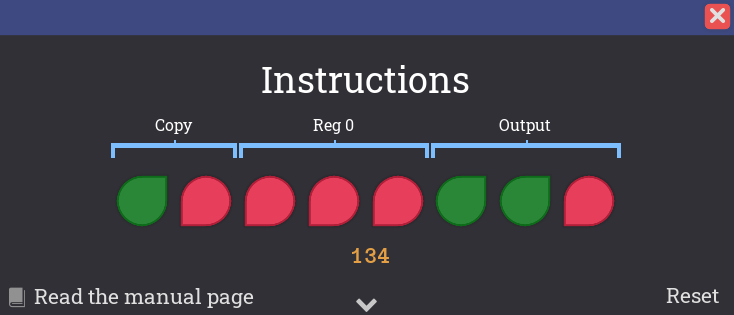 Instructions
Copy Reg 0 Output
134
Read the manual page Reset